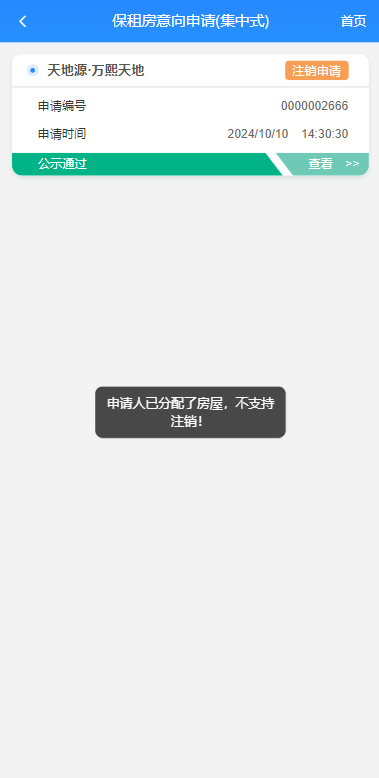 保租房意向申请(集中式)
首页
天地源·万熙天地
注销申请
申请编号
0000002666
申请时间
2024/10/10 14:30:30
公示通过
查看 >>
申请人已分配了房屋，不支持
注销！